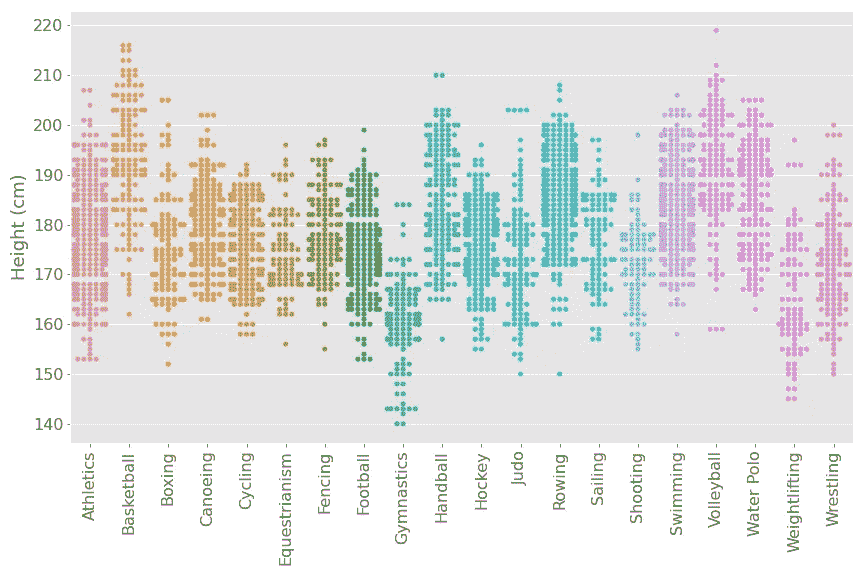 220
210
200
190
180
170
160
150
140
Height (cm)
Athletics
Basketball
Boxing
Canoeing
Cycling
Equestrianism
Fencing
Football
Gymnastics
Handball
Hockey
Judo
Rowing
Sailing
Shooting
Swimming
Volleyball
Water Polo
Weightlifting
Wrestling